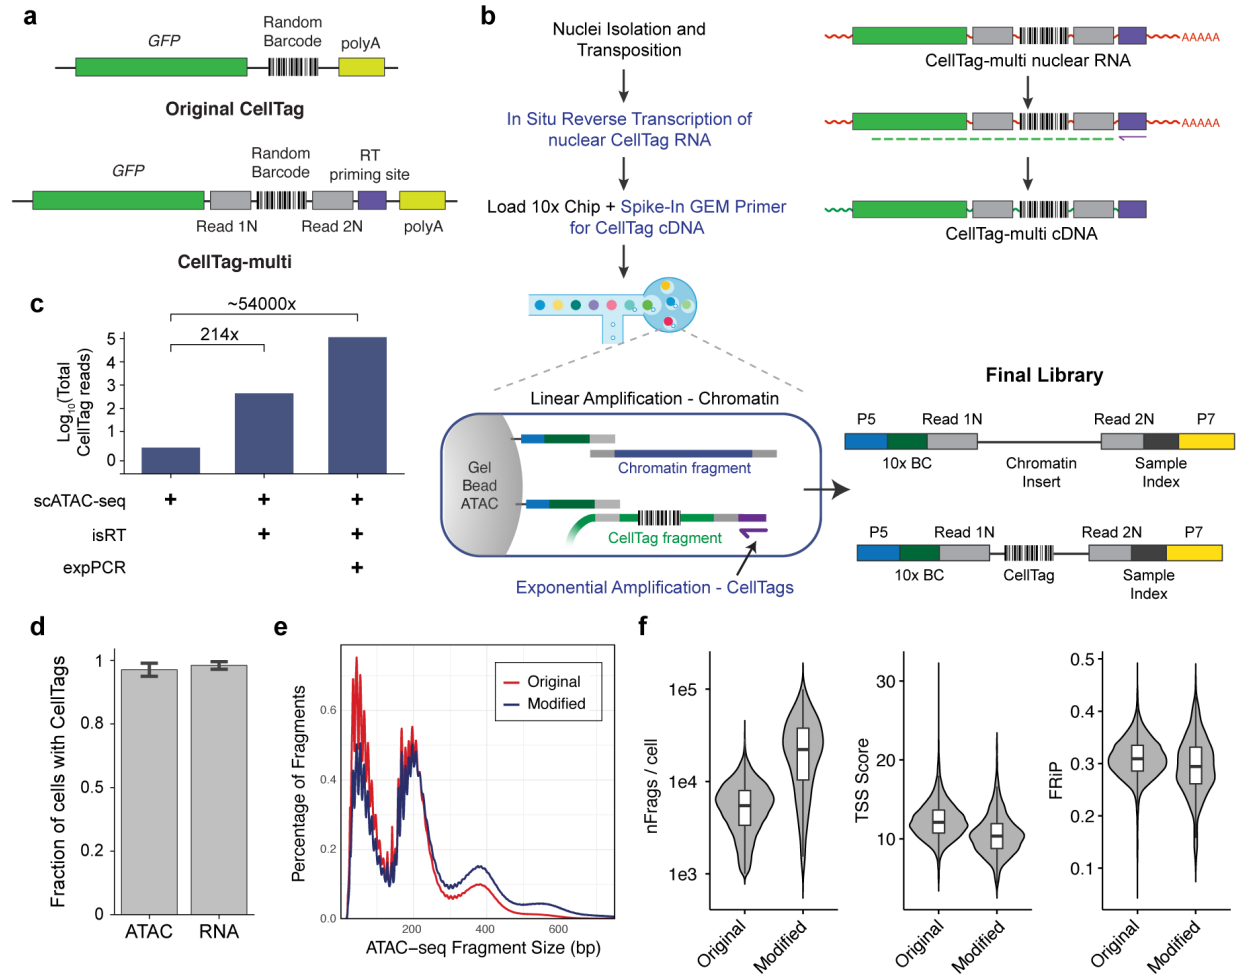 a
GFP
Random
Barcode
polyA
Original CellTag
GFP
Random
Barcode
RT
priming site
Read 1N
Read 2N
polyA
CellTag-multi
b
Nuclei Isolation and
Transposition
In Situ Reverse Transcription of
nuclear CellTag RNA
Load 10x Chip + Spike-In GEM Primer
for CellTag cDNA
AAAAA
CellTag-multi nuclear RNA
AAAAA
CellTag-multi cDNA
Linear Amplification - Chromatin
Gel
Bead
ATAC
Chromatin fragment
CellTag fragment
Exponential Amplification - CellTags
Final Library
P5
Read 1N
Read 2N
P7
10x BC
Chromatin
Insert
Sample
Index
P5
Read 1N
Read 2N
P7
10x BC
CellTag
Sample
Index
c
~54000x
214x
Log10(Total
CellTag reads)
5
4
3
2
1
0
scATAC-seq
+
+
+
isRT
+
+
expPCR
+
d
Fraction of cells with CellTags
1
0.8
0.5
0.2
0
ATAC
RNA
e
Percentage of Fragments
0.6
0.4
0.2
0.0
Original
Modified
200
400
600
ATAC–seq Fragment Size (bp)
f
nFrags / cell
1e5
1e4
1e3
Original
Modified
TSS Score
30
20
10
Original
Modified
FRiP
0.5
0.4
0.3
0.2
0.1
Original
Modified